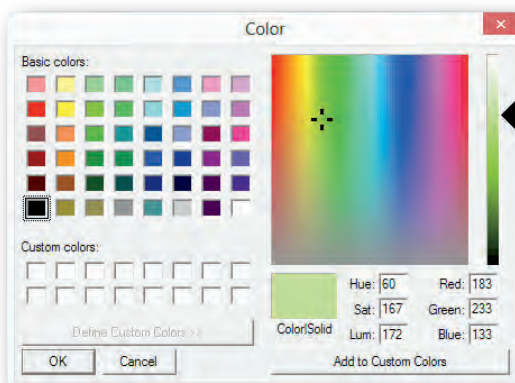 Color
Basic colors:
Custom colors:
Define Custom Colors >>
OK Cancel
Color|Solid
Hue: 60 Red: 183
Sat: 167 Green: 233
Lum: 172 Blue: 133
Add to Custom Colors